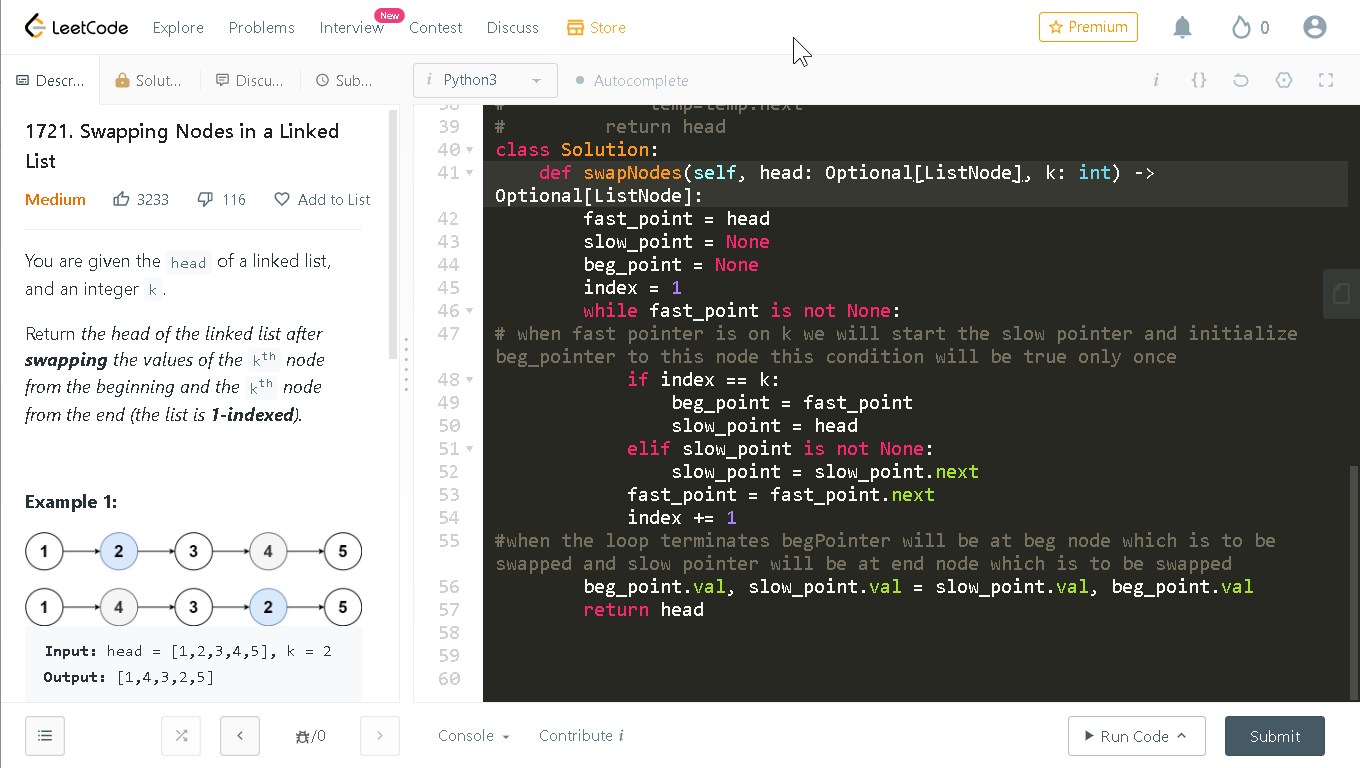 LeetCode Explore Problems Interview New Contest Discuss Store Premium 0
Descr... Solut... Discu... Sub... i Python3 Autocomplete i {}
1721. Swapping Nodes in a Linked
List
Medium 3233 116 Add to List
You are given the head of a linked list,
and an integer k .
Return the head of the linked list after
swapping the values of the kth node
from the beginning and the kth node
from the end (the list is 1-indexed).
Example 1:
1 2 3 4 5
1 4 3 2 5
Input: head = [1,2,3,4,5], k = 2
Output: [1,4,3,2,5]
38 # temp=temp.next
39 # return head
40 class Solution:
41 def swapNodes(self, head: Optional[ListNode], k: int) ->
Optional[ListNode]:
42 fast_point = head
43 slow_point = None
44 beg_point = None
45 index = 1
46 while fast_point is not None:
47 # when fast pointer is on k we will start the slow pointer and initialize
beg_pointer to this node this condition will be true only once
48 if index == k:
49 beg_point = fast_point
50 slow_point = head
51 elif slow_point is not None:
52 slow_point = slow_point.next
53 fast_point = fast_point.next
54 index += 1
55 #when the loop terminates begPointer will be at beg node which is to be
swapped and slow pointer will be at end node which is to be swapped
56 beg_point.val, slow_point.val = slow_point.val, beg_point.val
57 return head
58
59
60
/0 Console Contribute i Run Code Submit